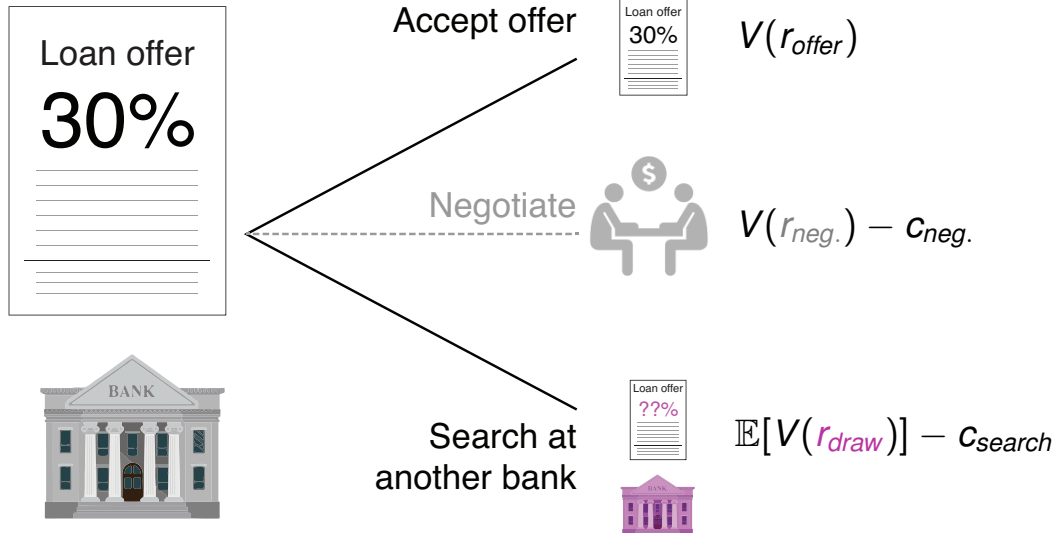 Loan offer
30%
BANK
Accept offer
Loan offer
30%
V(r_offer)
Negotiate
$
V(r_neg.) − c_neg.
Search at
another bank
Loan offer
??%
BANK
𝔼[V(r_draw)] − c_search